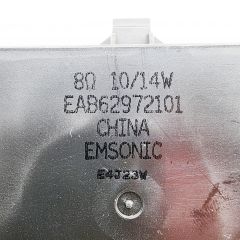 8Ω 10/14W
EAB62972101
CHINA
EMSONIC
E4J23W